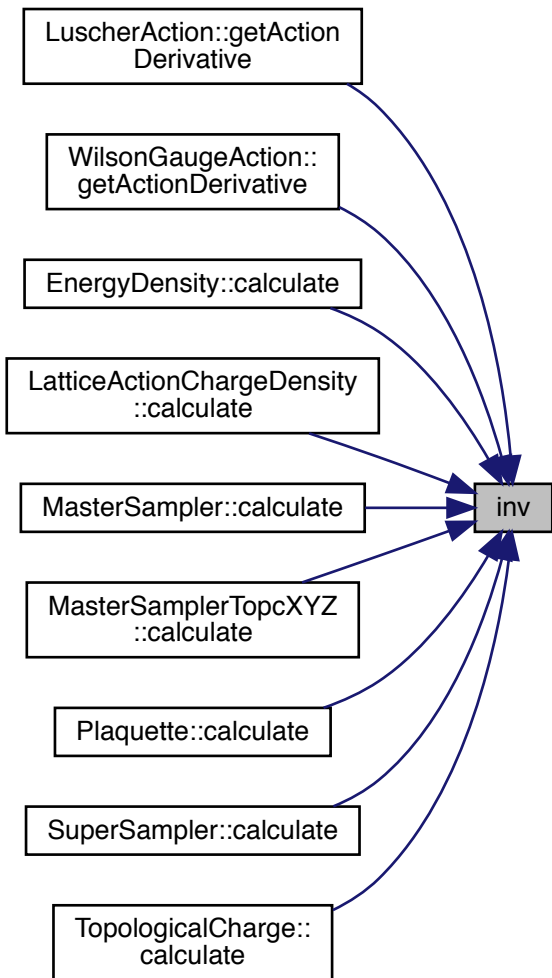 LuscherAction::getAction
Derivative
WilsonGaugeAction::
getActionDerivative
EnergyDensity::calculate
LatticeActionChargeDensity
::calculate
MasterSampler::calculate
inv
MasterSamplerTopcXYZ
::calculate
Plaquette::calculate
SuperSampler::calculate
TopologicalCharge::
calculate